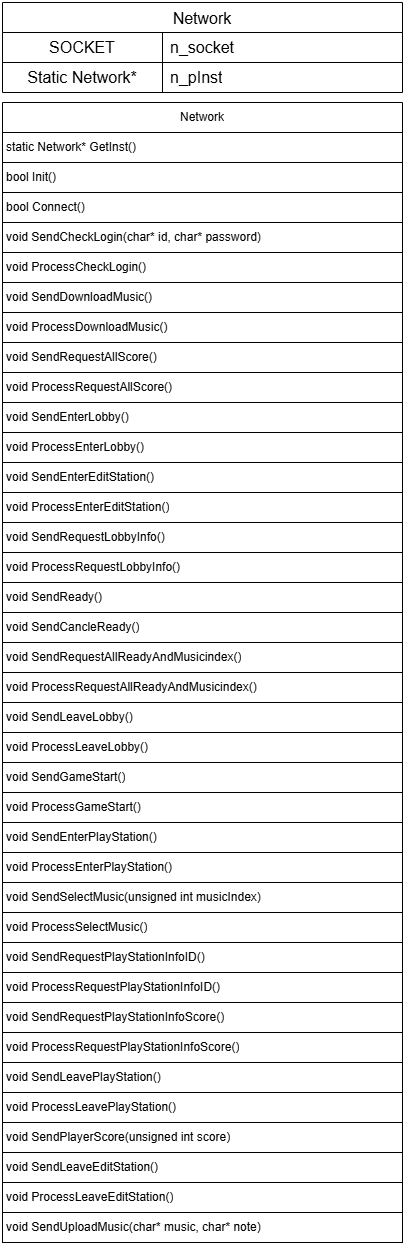 Network
SOCKET n_socket
Static Network* n_pInst
Network
static Network* GetInst()
bool Init()
bool Connect()
void SendCheckLogin(char* id, char* password)
void ProcessCheckLogin()
void SendDownloadMusic()
void ProcessDownloadMusic()
void SendRequestAllScore()
void ProcessRequestAllScore()
void SendEnterLobby()
void ProcessEnterLobby()
void SendEnterEditStation()
void ProcessEnterEditStation()
void SendRequestLobbyInfo()
void ProcessRequestLobbyInfo()
void SendReady()
void SendCancleReady()
void SendRequestAllReadyAndMusicindex()
void ProcessRequestAllReadyAndMusicindex()
void SendLeaveLobby()
void ProcessLeaveLobby()
void SendGameStart()
void ProcessGameStart()
void SendEnterPlayStation()
void ProcessEnterPlayStation()
void SendSelectMusic(unsigned int musicIndex)
void ProcessSelectMusic()
void SendRequestPlayStationInfoID()
void ProcessRequestPlayStationInfoID()
void SendRequestPlayStationInfoScore()
void ProcessRequestPlayStationInfoScore()
void SendLeavePlayStation()
void ProcessLeavePlayStation()
void SendPlayerScore(unsigned int score)
void SendLeaveEditStation()
void ProcessLeaveEditStation()
void SendUploadMusic(char* music, char* note)